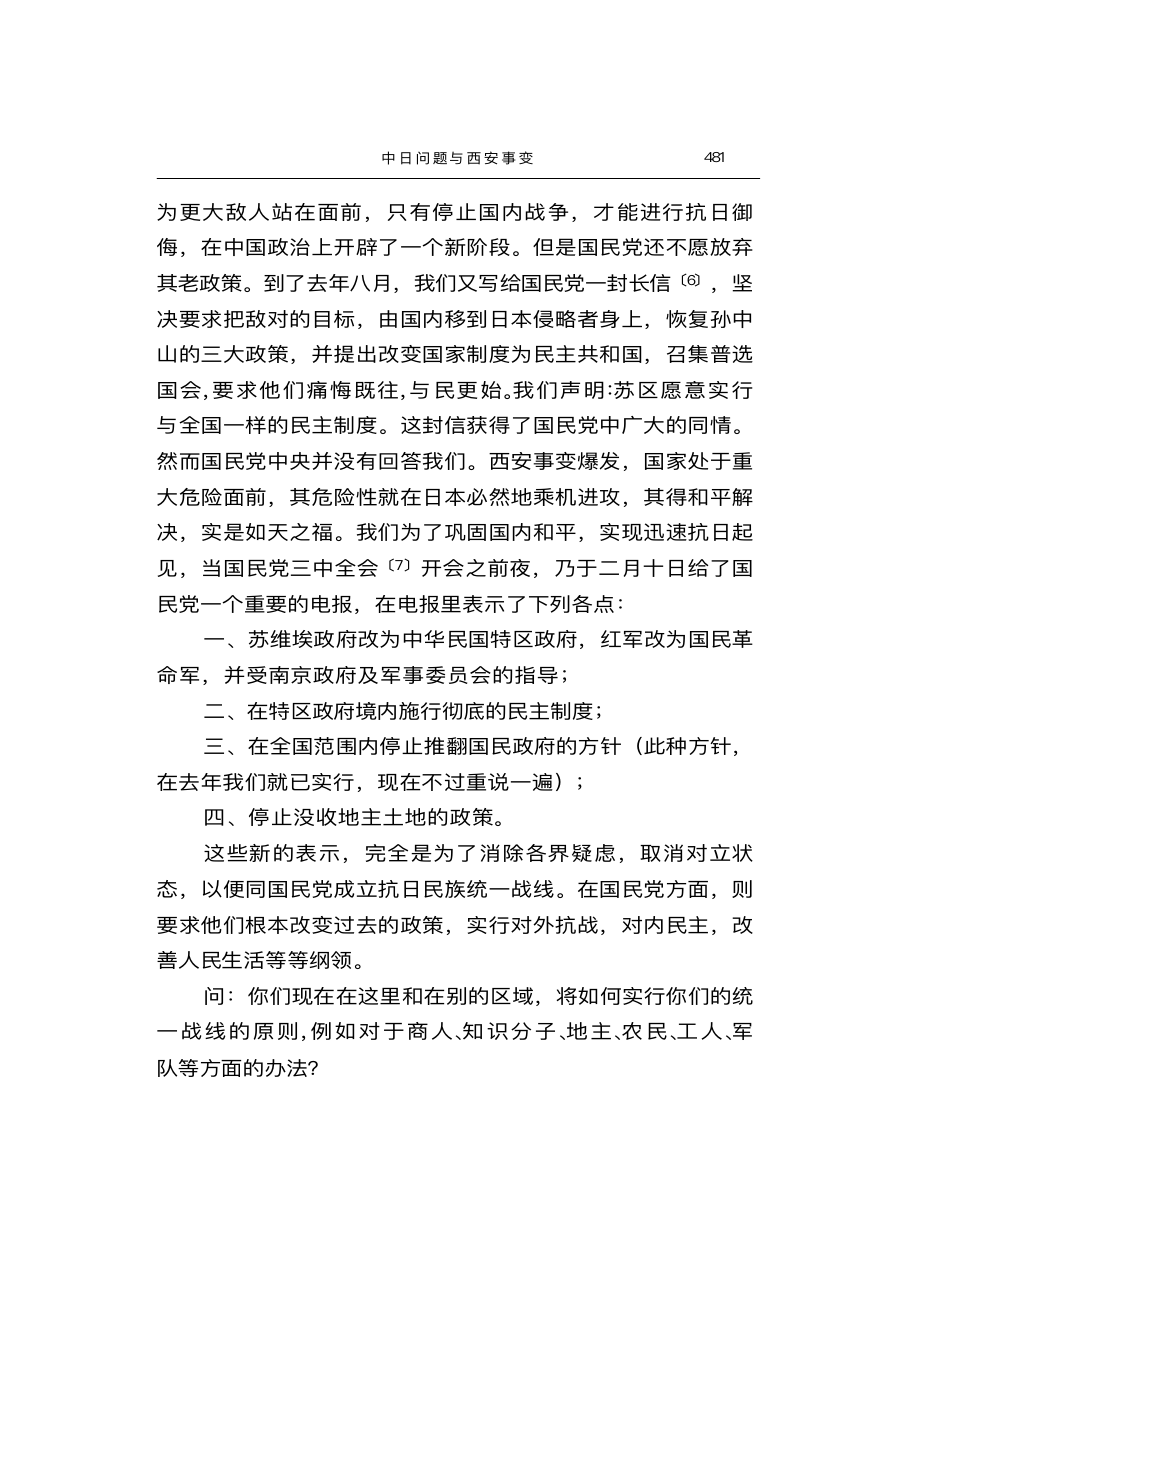 中日问题与西安事变 481
为更大敌人站在面前，只有停止国内战争，才能进行抗日御
侮，在中国政治上开辟了一个新阶段。但是国民党还不愿放弃
其老政策。到了去年八月，我们又写给国民党一封长信〔6〕，坚
决要求把敌对的目标，由国内移到日本侵略者身上，恢复孙中
山的三大政策，并提出改变国家制度为民主共和国，召集普选
国会,要求他们痛悔既往,与民更始。我们声明:苏区愿意实行
与全国一样的民主制度。这封信获得了国民党中广大的同情。
然而国民党中央并没有回答我们。西安事变爆发，国家处于重
大危险面前，其危险性就在日本必然地乘机进攻，其得和平解
决，实是如天之福。我们为了巩固国内和平，实现迅速抗日起
见，当国民党三中全会〔7〕开会之前夜，乃于二月十日给了国
民党一个重要的电报，在电报里表示了下列各点：
一、苏维埃政府改为中华民国特区政府，红军改为国民革
命军，并受南京政府及军事委员会的指导；
二、在特区政府境内施行彻底的民主制度；
三、在全国范围内停止推翻国民政府的方针（此种方针，
在去年我们就已实行，现在不过重说一遍）；
四、停止没收地主土地的政策。
这些新的表示，完全是为了消除各界疑虑，取消对立状
态，以便同国民党成立抗日民族统一战线。在国民党方面，则
要求他们根本改变过去的政策，实行对外抗战，对内民主，改
善人民生活等等纲领。
问：你们现在在这里和在别的区域，将如何实行你们的统
一战线的原则,例如对于商人、知识分子、地主、农民、工人、军
队等方面的办法?